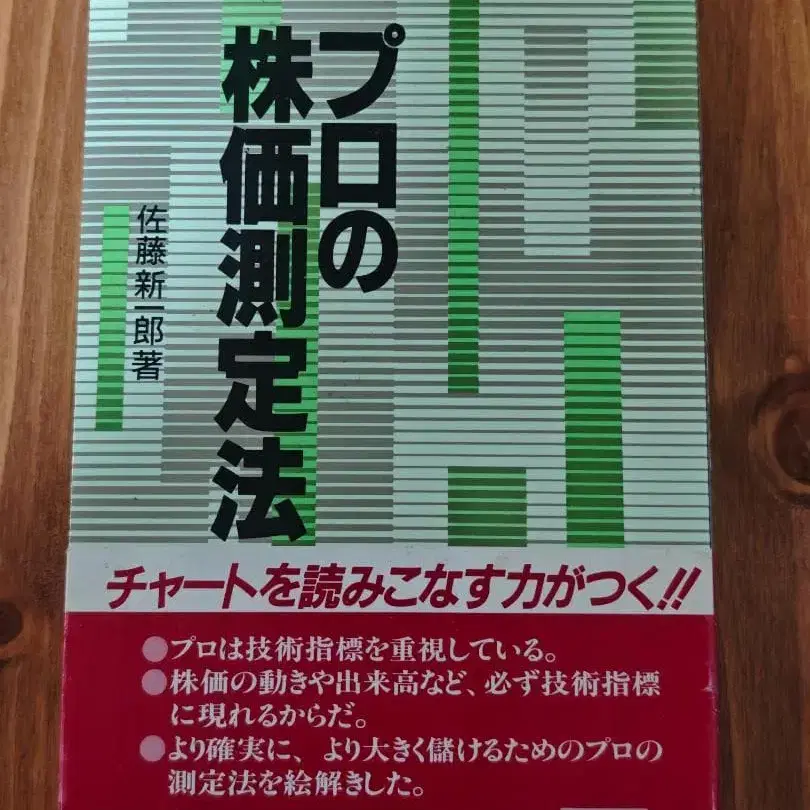 プロの
株価測定法
佐藤新一郎著
チャートを読みこなす力がつく!!
●プロは技術指標を重視している。
●株価の動きや出来高など、必ず技術指標
に現れるからだ。
●より確実に、より大きく儲けるためのプロの
測定法を絵解きした。